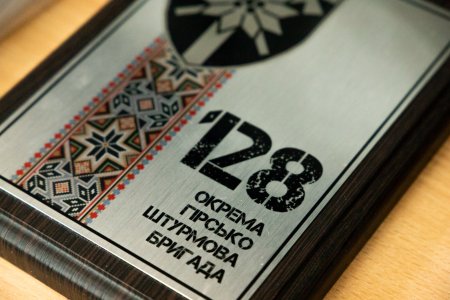 128
ОКРЕМА
ГІРСЬКО
ШТУРМОВА
БРИГАДА